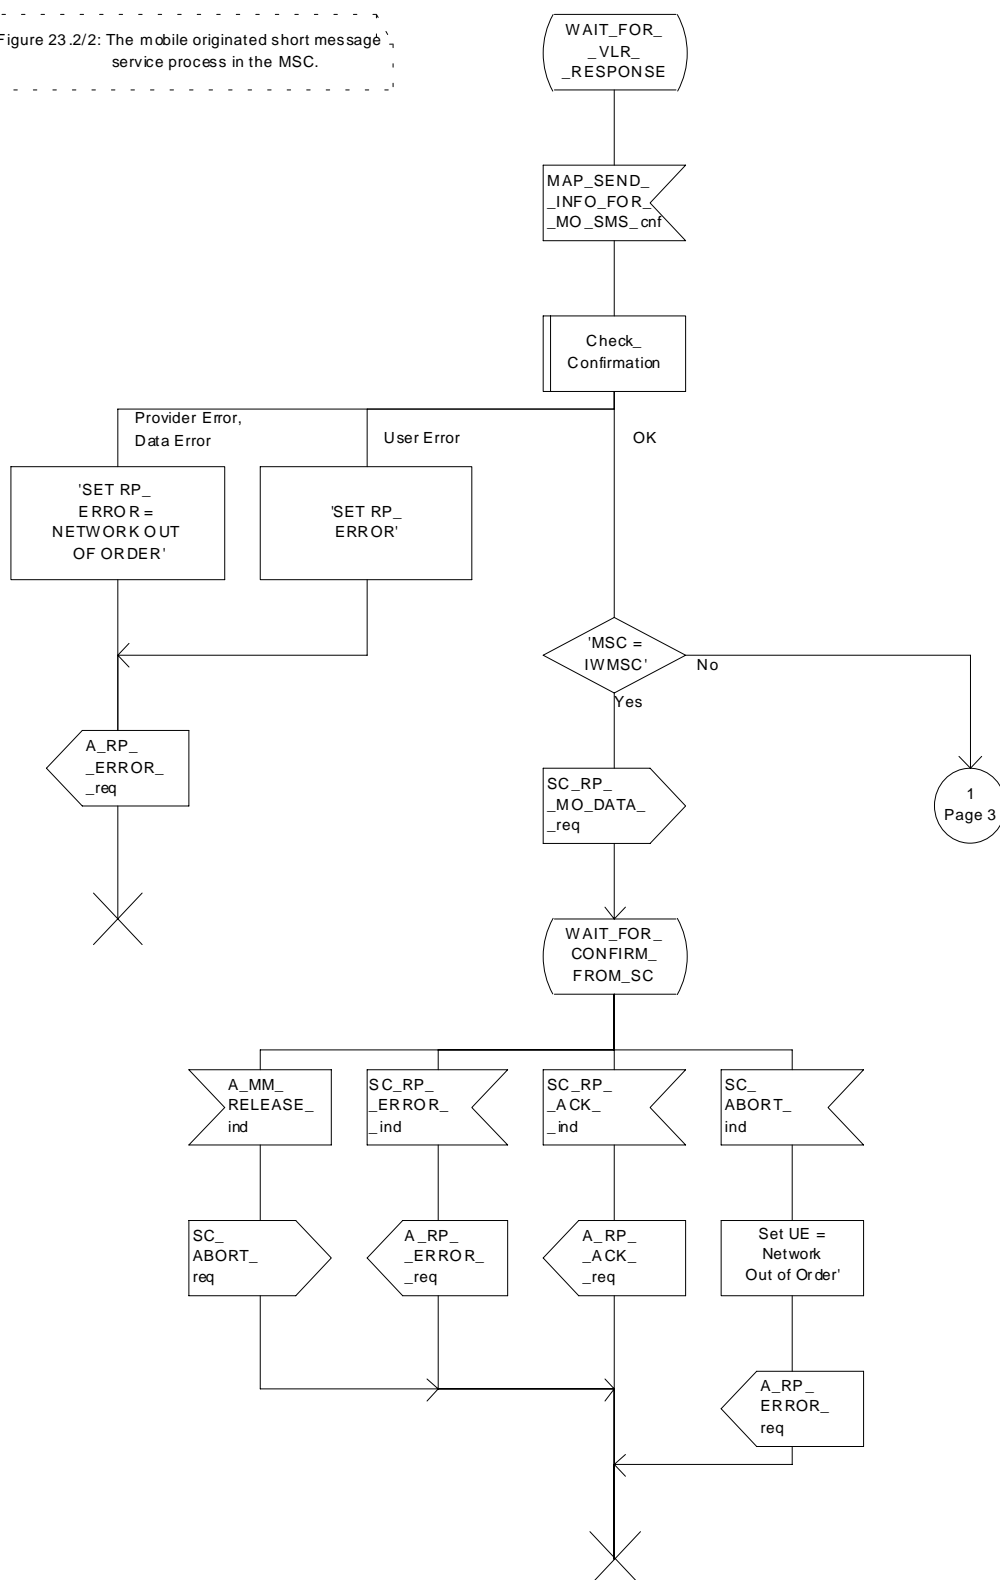 Figure 23.2/2: The mobile originated short message
service process in the MSC.
WAIT_FOR_
_VLR_
_RESPONSE
MAP_SEND_
_INFO_FOR_
_MO_SMS_cnf
Check_
Confirmation
Provider Error,
Data Error
User Error
OK
'SET RP_
ERROR =
NETWORK OUT
OF ORDER'
'SET RP_
ERROR'
'MSC =
IWMSC'
No
Yes
A_RP_
_ERROR_
_req
SC_RP_
_MO_DATA_
_req
1
Page 3
WAIT_FOR_
CONFIRM_
FROM_SC
A_MM_
RELEASE_
ind
SC_RP_
_ERROR_
_ind
SC_RP_
_ACK_
_ind
SC_
ABORT_
ind
SC_
ABORT_
req
A_RP_
_ERROR_
_req
A_RP_
_ACK_
_req
Set UE =
Network
Out of Order'
A_RP_
ERROR_
req